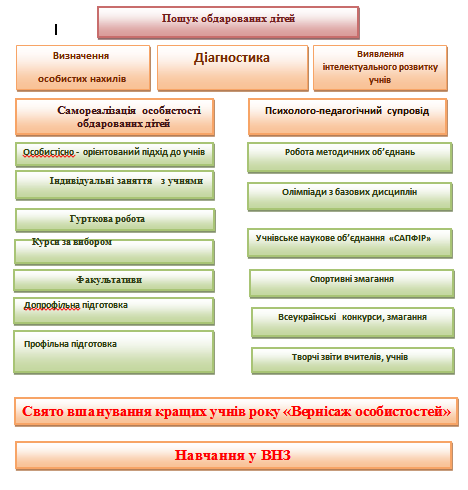 Пошук обдарованих дітей
Визначення
особистих нахилів
Діагностика
Виявлення
інтелектуального розвитку
учнів
Самореалізація особистості
обдарованих дітей
Психолого-педагогічний супровід
Особистісно - орієнтований підхід до учнів
Індивідуальні заняття з учнями
Гурткова робота
Курси за вибором
Факультативи
Допрофільна підготовка
Профільна підготовка
Робота методичних об’єднань
Олімпіади з базових дисциплін
Учнівське наукове об’єднання «САПФІР»
Спортивні змагання
Всеукраїнські конкурси, змагання
Творчі звіти вчителів, учнів
Свято вшанування кращих учнів року «Вернісаж особистостей»
Навчання у ВНЗ